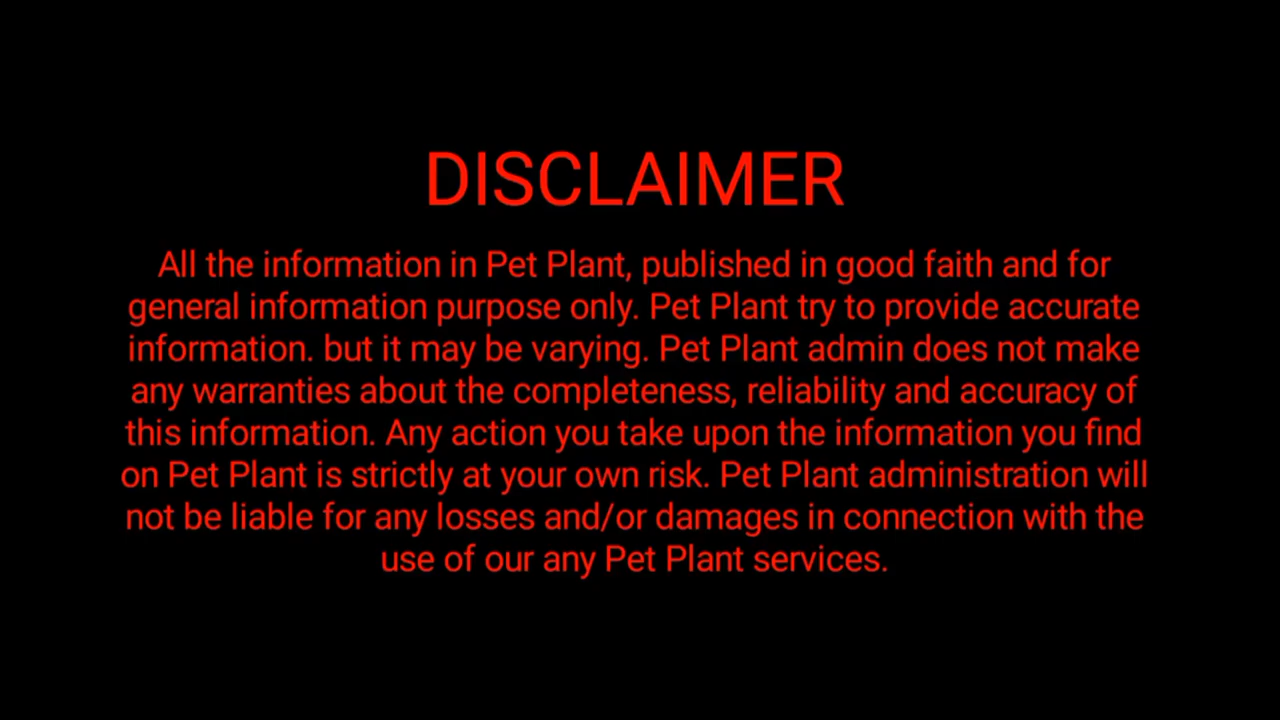 DISCLAIMER
All the information in Pet Plant, published in good faith and for
general information purpose only. Pet Plant try to provide accurate
information. but it may be varying. Pet Plant admin does not make
any warranties about the completeness, reliability and accuracy of
this information. Any action you take upon the information you find
on Pet Plant is strictly at your own risk. Pet Plant administration will
not be liable for any losses and/or damages in connection with the
use of our any Pet Plant services.